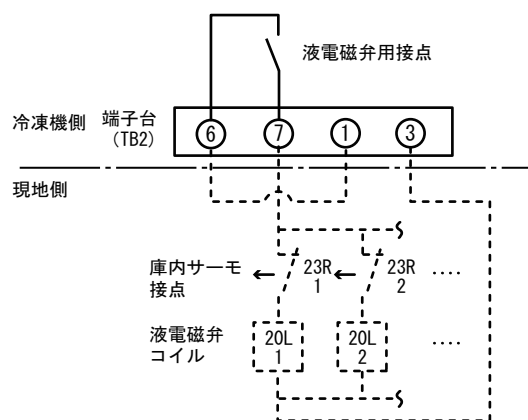 液電磁弁用接点
冷凍機側 端子台
(TB2)
6 7 1 3
現地側
庫内サーモ
接点
23R
1
23R
2
....
液電磁弁
コイル
20L
1
20L
2
....